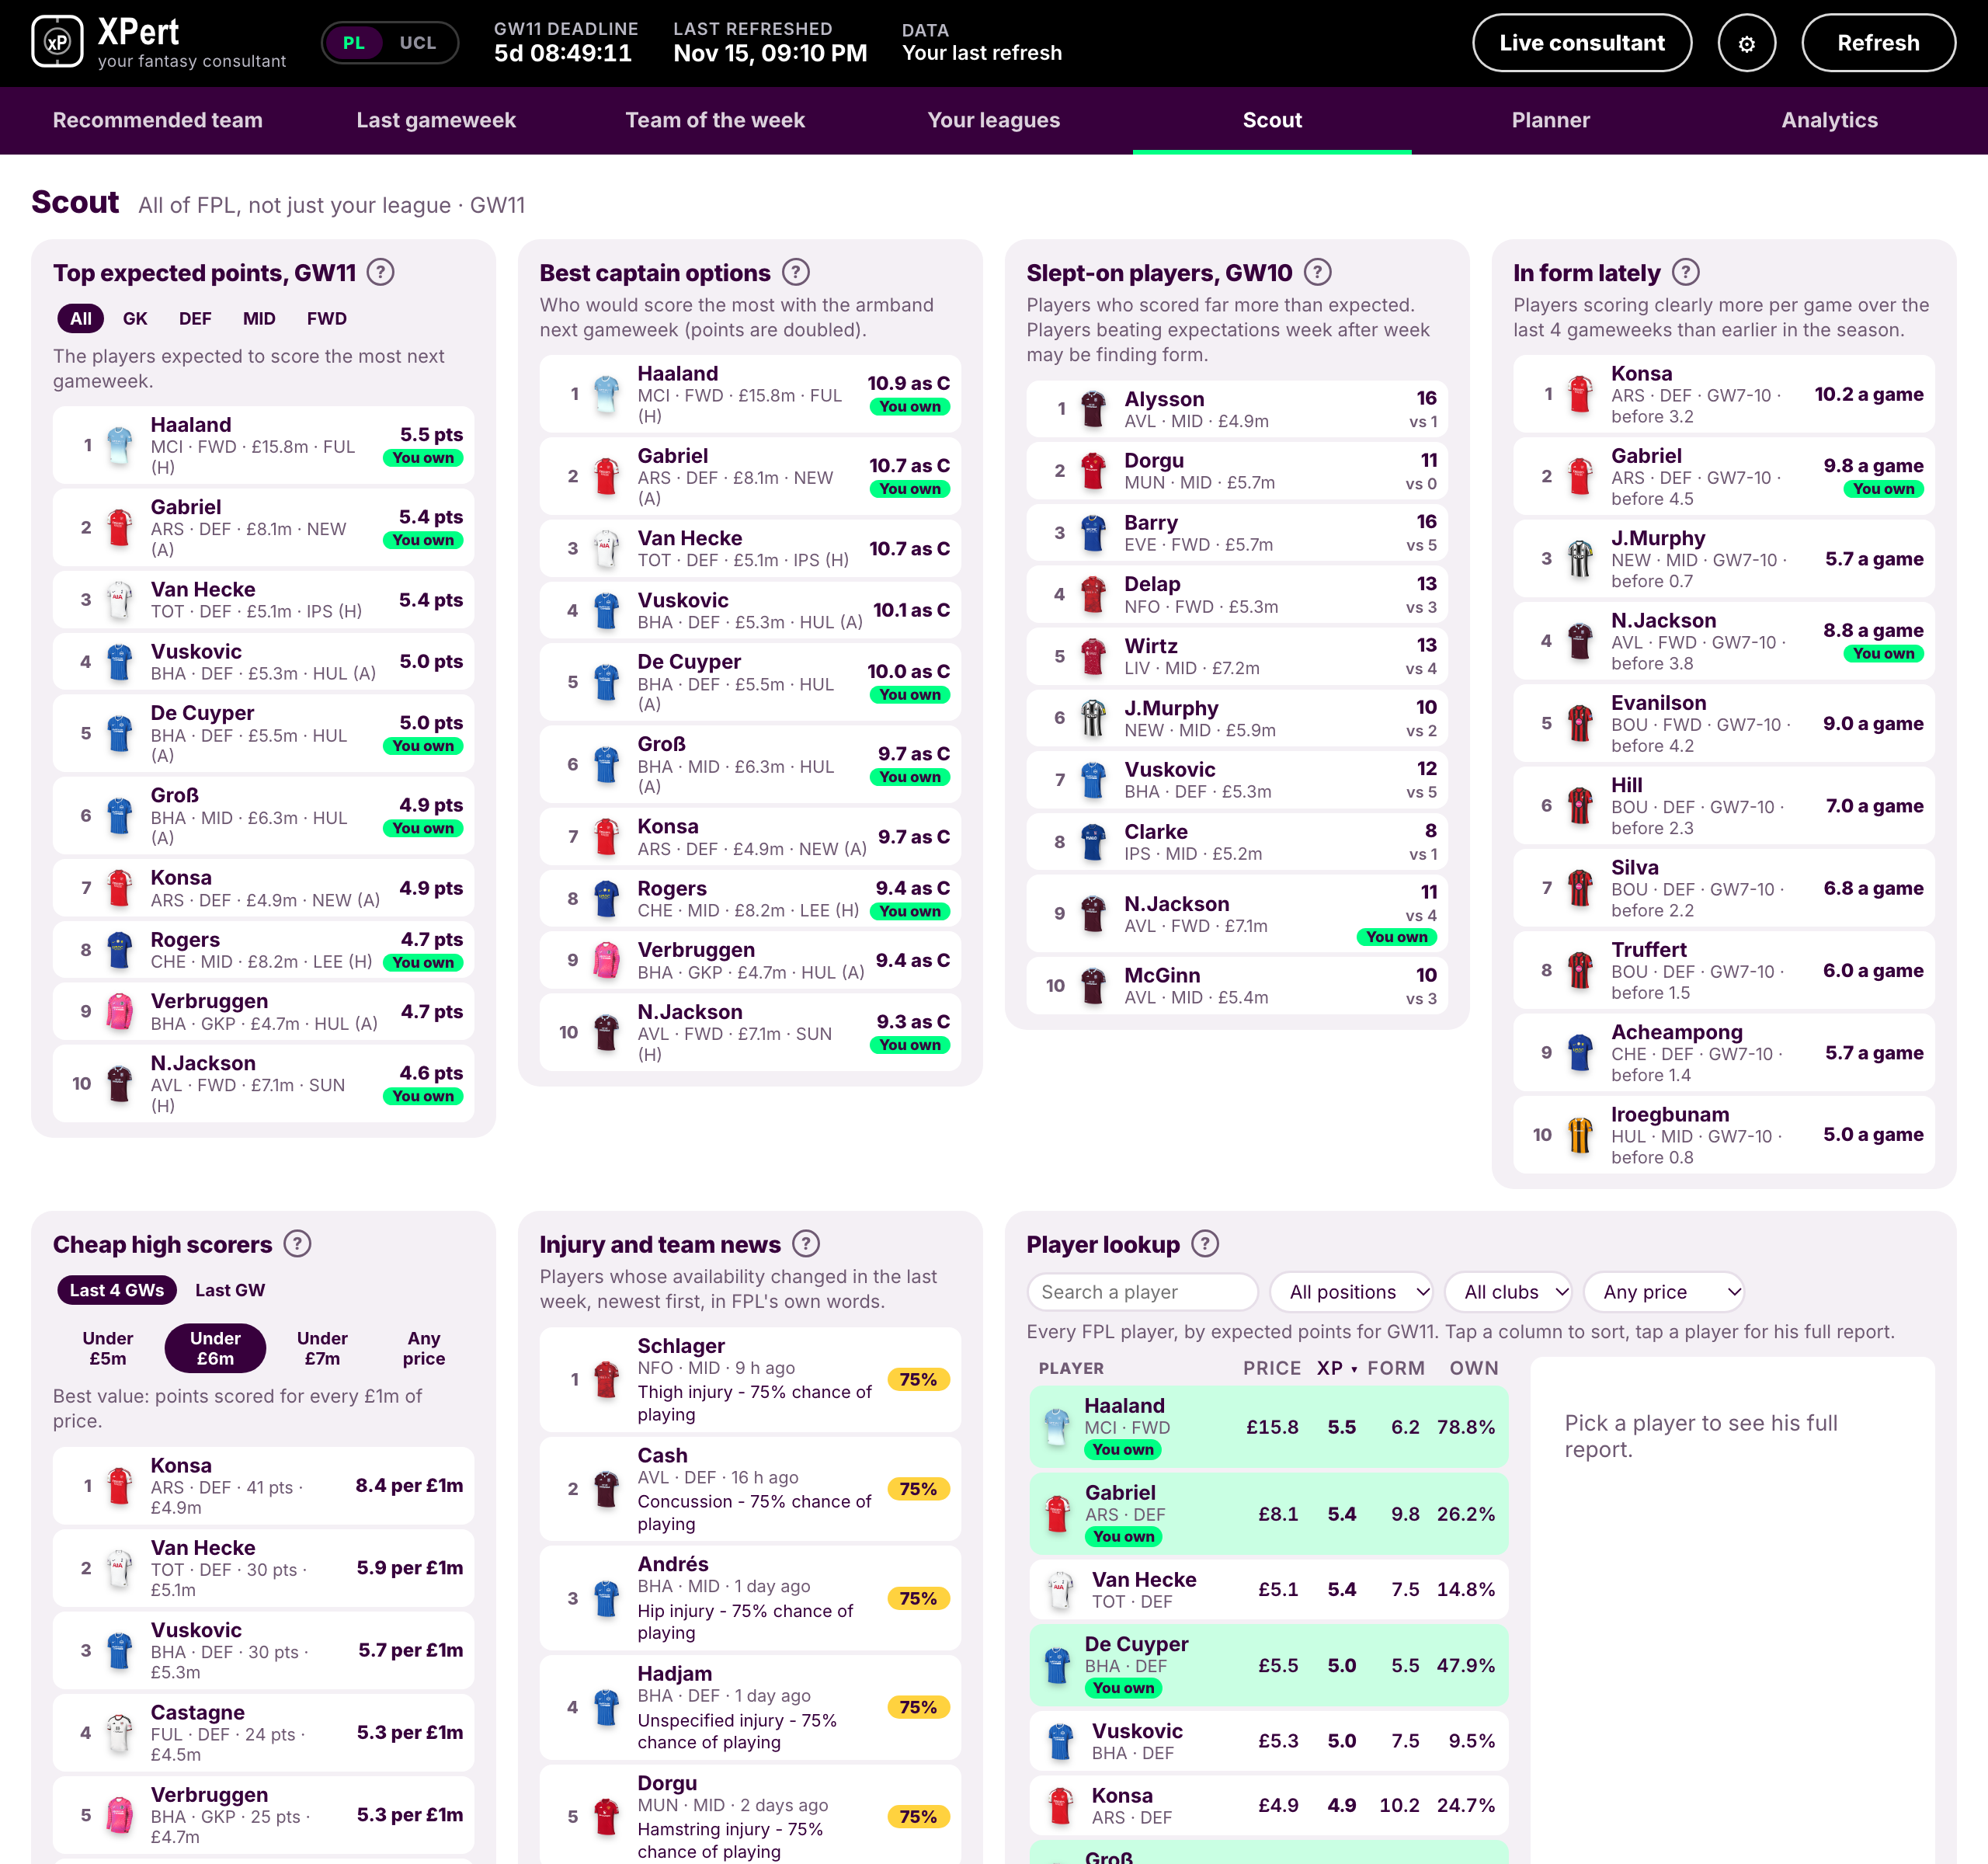 xP
XPert
your fantasy consultant
PL
UCL
GW11 DEADLINE
5d 08:49:11
LAST REFRESHED
Nov 15, 09:10 PM
DATA
Your last refresh
Live consultant
Refresh
Recommended team
Last gameweek
Team of the week
Your leagues
Scout
Planner
Analytics
Scout
All of FPL, not just your league · GW11
Top expected points, GW11 ?
All GK DEF MID FWD
The players expected to score the most next
gameweek.
1 Haaland
MCI · FWD · £15.8m · FUL
(H)
5.5 pts
You own
2 Gabriel
ARS · DEF · £8.1m · NEW
(A)
5.4 pts
You own
3 Van Hecke
TOT · DEF · £5.1m · IPS (H)
5.4 pts
4 Vuskovic
BHA · DEF · £5.3m · HUL (A)
5.0 pts
5 De Cuyper
BHA · DEF · £5.5m · HUL
(A)
5.0 pts
You own
6 Groß
BHA · MID · £6.3m · HUL
(A)
4.9 pts
You own
7 Konsa
ARS · DEF · £4.9m · NEW (A)
4.9 pts
8 Rogers
CHE · MID · £8.2m · LEE (H)
4.7 pts
You own
9 Verbruggen
BHA · GKP · £4.7m · HUL (A)
4.7 pts
10 N.Jackson
AVL · FWD · £7.1m · SUN
(H)
4.6 pts
You own
Best captain options ?
Who would score the most with the armband
next gameweek (points are doubled).
1 Haaland
MCI · FWD · £15.8m · FUL
(H)
10.9 as C
You own
2 Gabriel
ARS · DEF · £8.1m · NEW
(A)
10.7 as C
You own
3 Van Hecke
TOT · DEF · £5.1m · IPS (H)
10.7 as C
4 Vuskovic
BHA · DEF · £5.3m · HUL (A)
10.1 as C
5 De Cuyper
BHA · DEF · £5.5m · HUL
(A)
10.0 as C
You own
6 Groß
BHA · MID · £6.3m · HUL
(A)
9.7 as C
You own
7 Konsa
ARS · DEF · £4.9m · NEW (A)
9.7 as C
8 Rogers
CHE · MID · £8.2m · LEE (H)
9.4 as C
You own
9 Verbruggen
BHA · GKP · £4.7m · HUL (A)
9.4 as C
10 N.Jackson
AVL · FWD · £7.1m · SUN
(H)
9.3 as C
You own
Slept-on players, GW10 ?
Players who scored far more than expected.
Players beating expectations week after week
may be finding form.
1 Alysson
AVL · MID · £4.9m
16
vs 1
2 Dorgu
MUN · MID · £5.7m
11
vs 0
3 Barry
EVE · FWD · £5.7m
16
vs 5
4 Delap
NFO · FWD · £5.3m
13
vs 3
5 Wirtz
LIV · MID · £7.2m
13
vs 4
6 J.Murphy
NEW · MID · £5.9m
10
vs 2
7 Vuskovic
BHA · DEF · £5.3m
12
vs 5
8 Clarke
IPS · MID · £5.2m
8
vs 1
9 N.Jackson
AVL · FWD · £7.1m
11
vs 4
You own
10 McGinn
AVL · MID · £5.4m
10
vs 3
In form lately ?
Players scoring clearly more per game over the
last 4 gameweeks than earlier in the season.
1 Konsa
ARS · DEF · GW7-10 ·
before 3.2
10.2 a game
2 Gabriel
ARS · DEF · GW7-10 ·
before 4.5
9.8 a game
You own
3 J.Murphy
NEW · MID · GW7-10 ·
before 0.7
5.7 a game
4 N.Jackson
AVL · FWD · GW7-10 ·
before 3.8
8.8 a game
You own
5 Evanilson
BOU · FWD · GW7-10 ·
before 4.2
9.0 a game
6 Hill
BOU · DEF · GW7-10 ·
before 2.3
7.0 a game
7 Silva
BOU · DEF · GW7-10 ·
before 2.2
6.8 a game
8 Truffert
BOU · DEF · GW7-10 ·
before 1.5
6.0 a game
9 Acheampong
CHE · DEF · GW7-10 ·
before 1.4
5.7 a game
10 Iroegbunam
HUL · MID · GW7-10 ·
before 0.8
5.0 a game
Cheap high scorers ?
Last 4 GWs Last GW
Under £5m
Under £6m
Under £7m
Any price
Best value: points scored for every £1m of
price.
1 Konsa
ARS · DEF · 41 pts ·
£4.9m
8.4 per £1m
2 Van Hecke
TOT · DEF · 30 pts ·
£5.1m
5.9 per £1m
3 Vuskovic
BHA · DEF · 30 pts ·
£5.3m
5.7 per £1m
4 Castagne
FUL · DEF · 24 pts ·
£4.5m
5.3 per £1m
5 Verbruggen
BHA · GKP · 25 pts ·
£4.7m
5.3 per £1m
Injury and team news ?
Players whose availability changed in the last
week, newest first, in FPL's own words.
1 Schlager
NFO · MID · 9 h ago
Thigh injury - 75% chance of
playing
75%
2 Cash
AVL · DEF · 16 h ago
Concussion - 75% chance of
playing
75%
3 Andrés
BHA · MID · 1 day ago
Hip injury - 75% chance of
playing
75%
4 Hadjam
BHA · DEF · 1 day ago
Unspecified injury - 75%
chance of playing
75%
5 Dorgu
MUN · MID · 2 days ago
Hamstring injury - 75%
chance of playing
75%
Player lookup ?
Search a player
All positions
All clubs
Any price
Every FPL player, by expected points for GW11. Tap a column to sort, tap a player for his full report.
PLAYER PRICE XP ▾ FORM OWN
Haaland
MCI · FWD
You own
£15.8 5.5 6.2 78.8%
Gabriel
ARS · DEF
You own
£8.1 5.4 9.8 26.2%
Van Hecke
TOT · DEF
£5.1 5.4 7.5 14.8%
De Cuyper
BHA · DEF
You own
£5.5 5.0 5.5 47.9%
Vuskovic
BHA · DEF
£5.3 5.0 7.5 9.5%
Konsa
ARS · DEF
£4.9 4.9 10.2 24.7%
Groß
Pick a player to see his full
report.